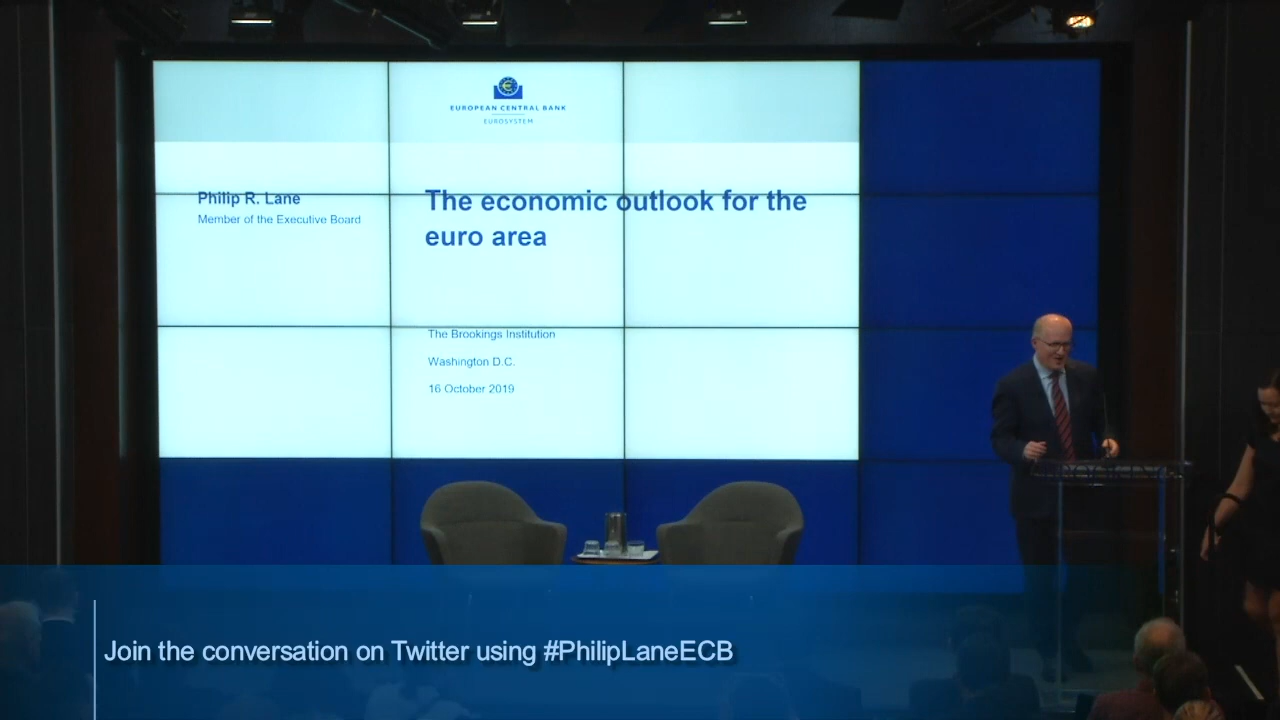 EUROPEAN CENTRAL BANK
EUROSYSTEM
Philip R. Lane
Member of the Executive Board
The economic outlook for the
euro area
The Brookings Institution
Washington D.C.
16 October 2019
Join the conversation on Twitter using #PhilipLaneECB